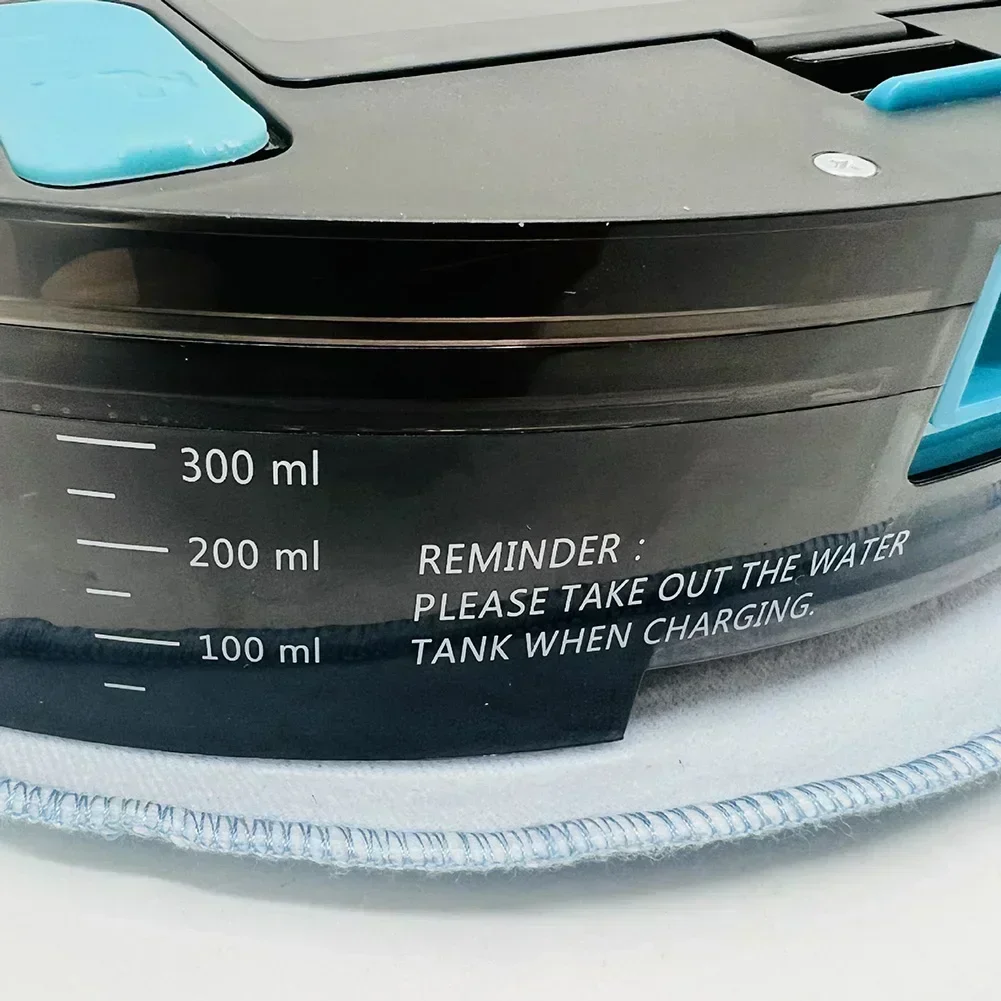 300 ml
200 ml
100 ml
REMINDER :
PLEASE TAKE OUT THE WATER
TANK WHEN CHARGING.